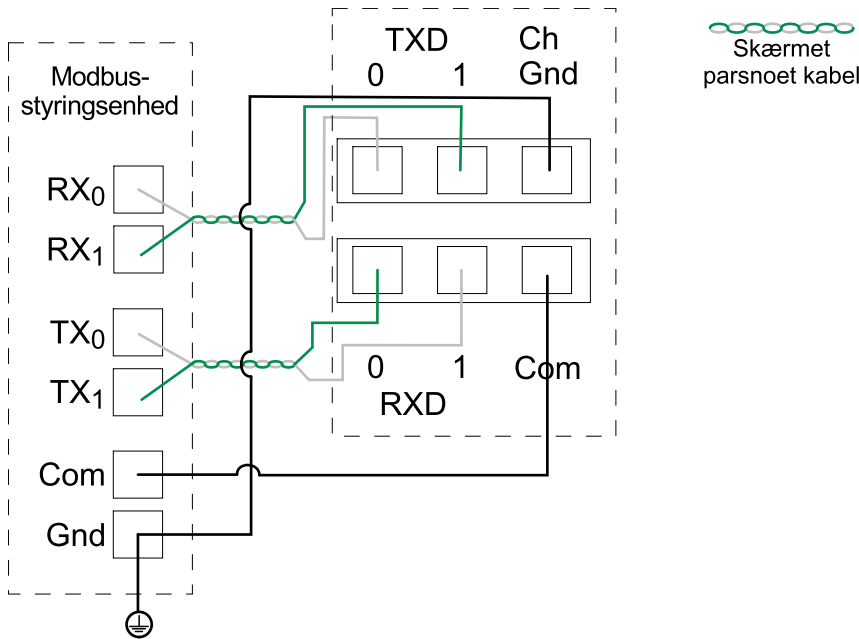 Modbus-
styringsenhed
RX0
RX1
TX0
TX1
Com
Gnd
TXD
0 1
Ch
Gnd
0 1
RXD
Com
Skærmet
parsnoet kabel